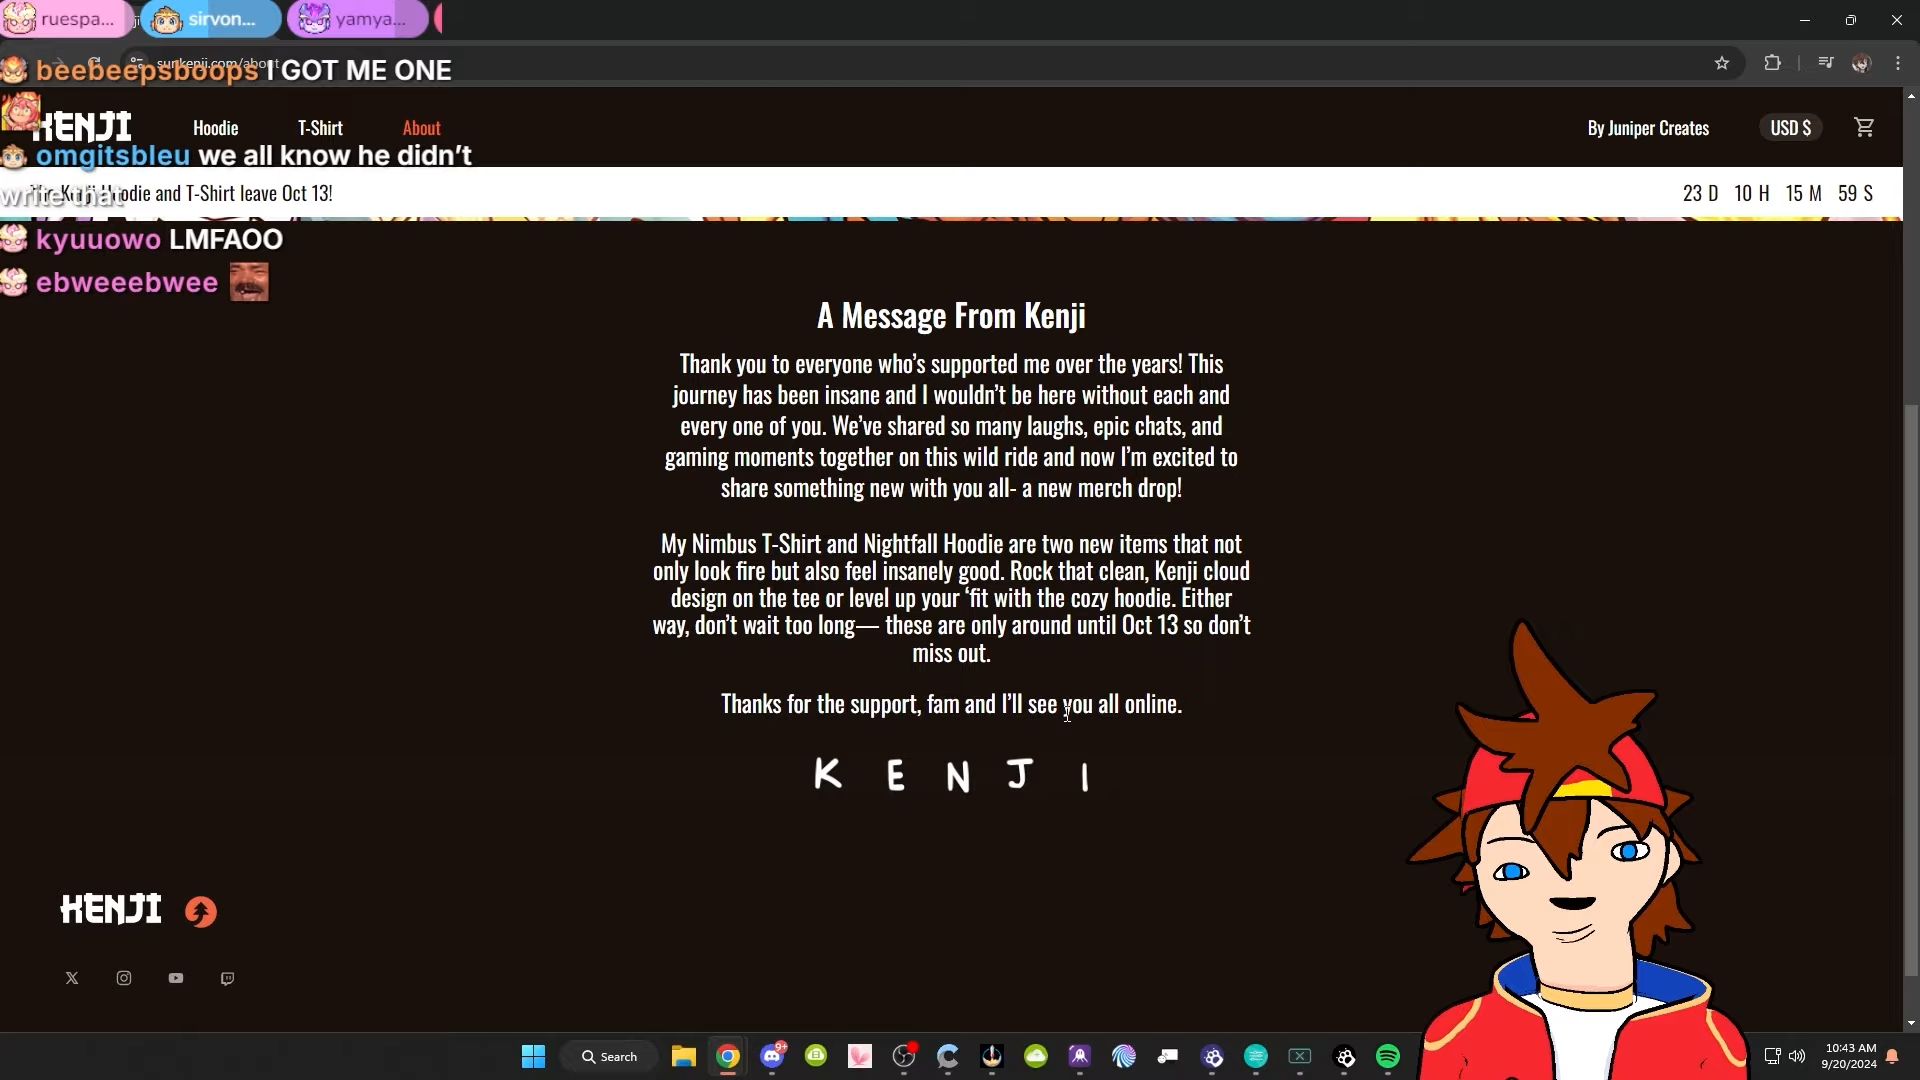 ruespa... sirvon... yamya...
beebeepsboops I GOT ME ONE
sunkenji.com/about
KENJI Hoodie T-Shirt About By Juniper Creates USD $
omgitsbleu we all know he didn't
write that
The Kenji Hoodie and T-Shirt leave Oct 13! 23 D 10 H 15 M 59 S
kyuuowo LMFAOO
ebweeebwee
A Message From Kenji
Thank you to everyone who's supported me over the years! This
journey has been insane and I wouldn't be here without each and
every one of you. We've shared so many laughs, epic chats, and
gaming moments together on this wild ride and now I'm excited to
share something new with you all- a new merch drop!
My Nimbus T-Shirt and Nightfall Hoodie are two new items that not
only look fire but also feel insanely good. Rock that clean, Kenji cloud
design on the tee or level up your ‘fit with the cozy hoodie. Either
way, don't wait too long— these are only around until Oct 13 so don't
miss out.
Thanks for the support, fam and I'll see you all online.
K E N J I
KENJI
Search
9+
10:43 AM
9/20/2024